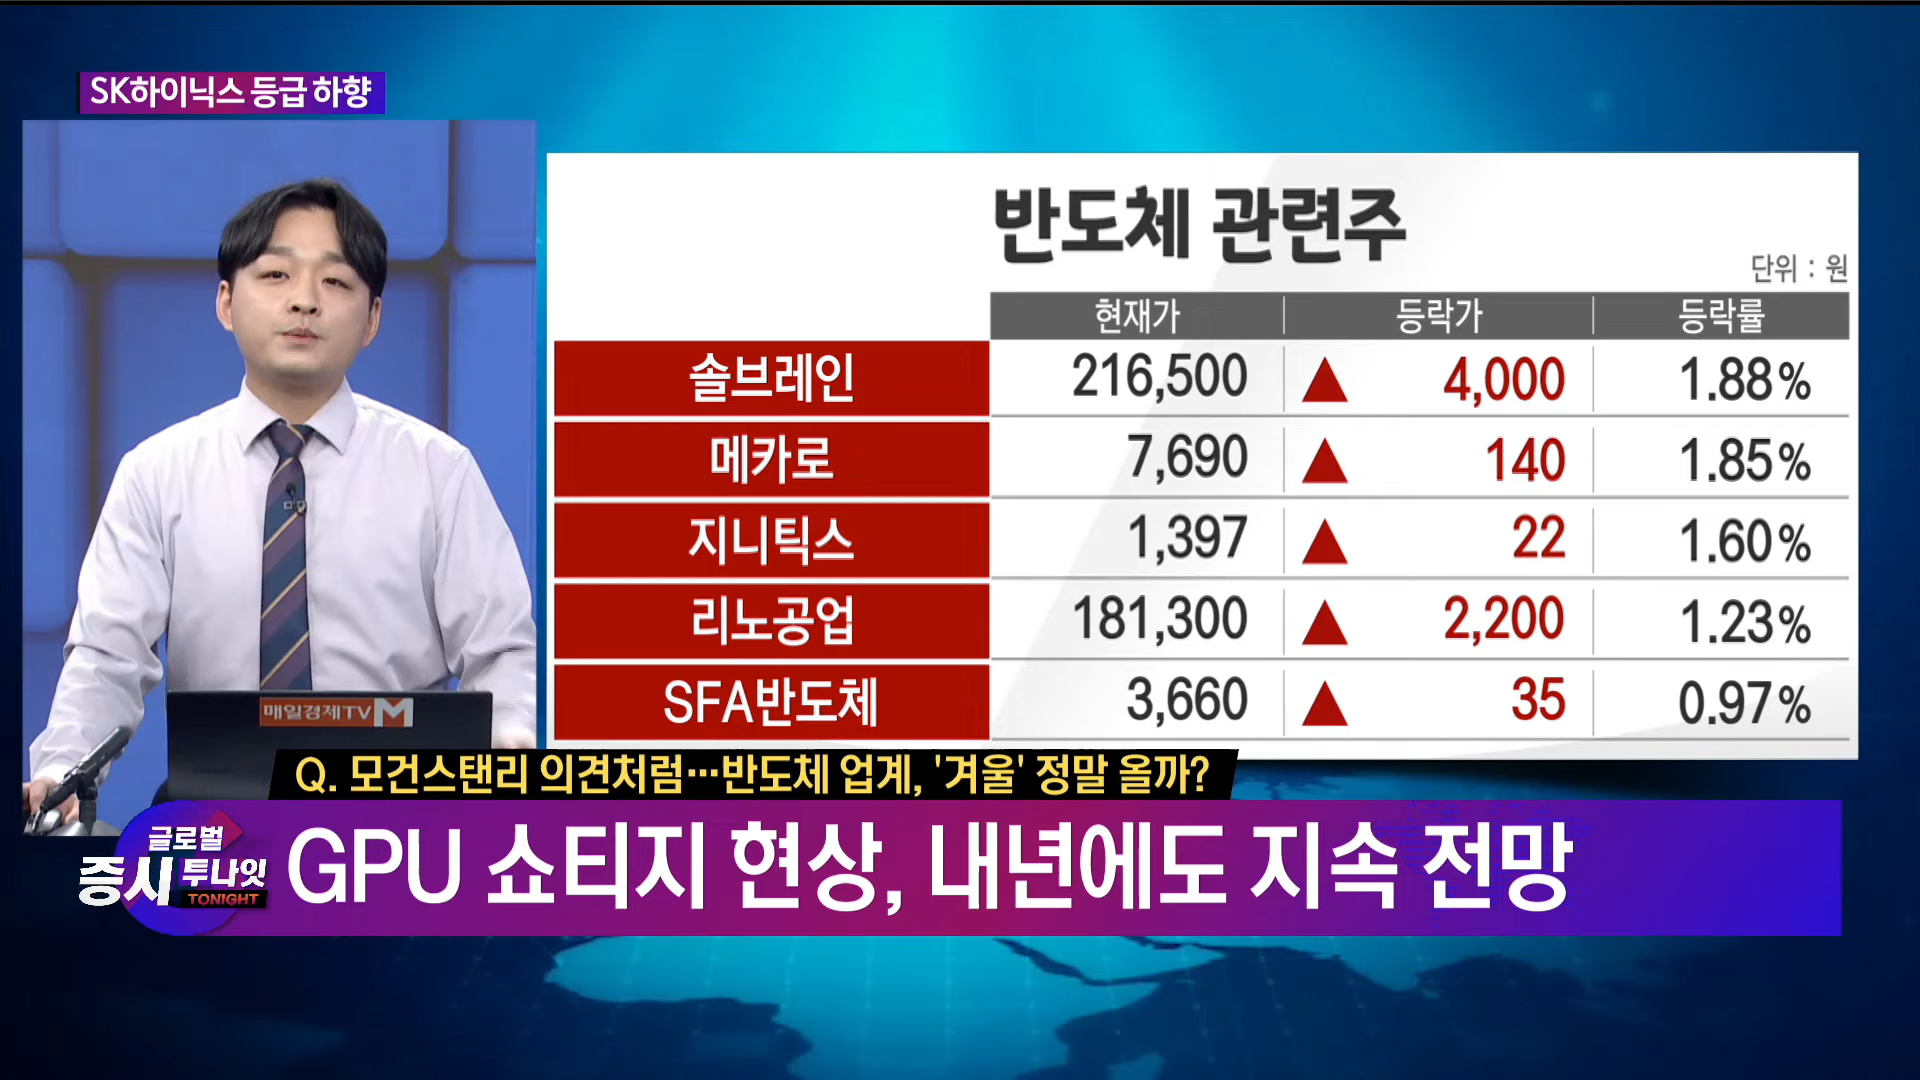 SK하이닉스 등급 하향
반도체 관련주
단위 : 원
현재가 등락가 등락률
솔브레인 216,500 ▲ 4,000 1.88%
메카로 7,690 ▲ 140 1.85%
지니틱스 1,397 ▲ 22 1.60%
리노공업 181,300 ▲ 2,200 1.23%
SFA반도체 3,660 ▲ 35 0.97%
매일경제TV M
Q. 모건스탠리 의견처럼…반도체 업계, '겨울' 정말 올까?
글로벌
증시 투나잇
TONIGHT
GPU 쇼티지 현상, 내년에도 지속 전망